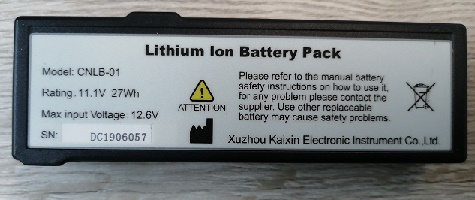 Lithium Ion Battery Pack
Model: CNLB-01
Rating: 11.1V 27Wh
Max input Voltage: 12.6V
SN: DC1906057
ATTENTION
Please refer to the manual battery
safety instructions on how to use it,
for any problem please contact the
supplier. Use other replaceable
battery may cause safety problems.
Xuzhou Kaixin Electronic Instrument Co.,Ltd.